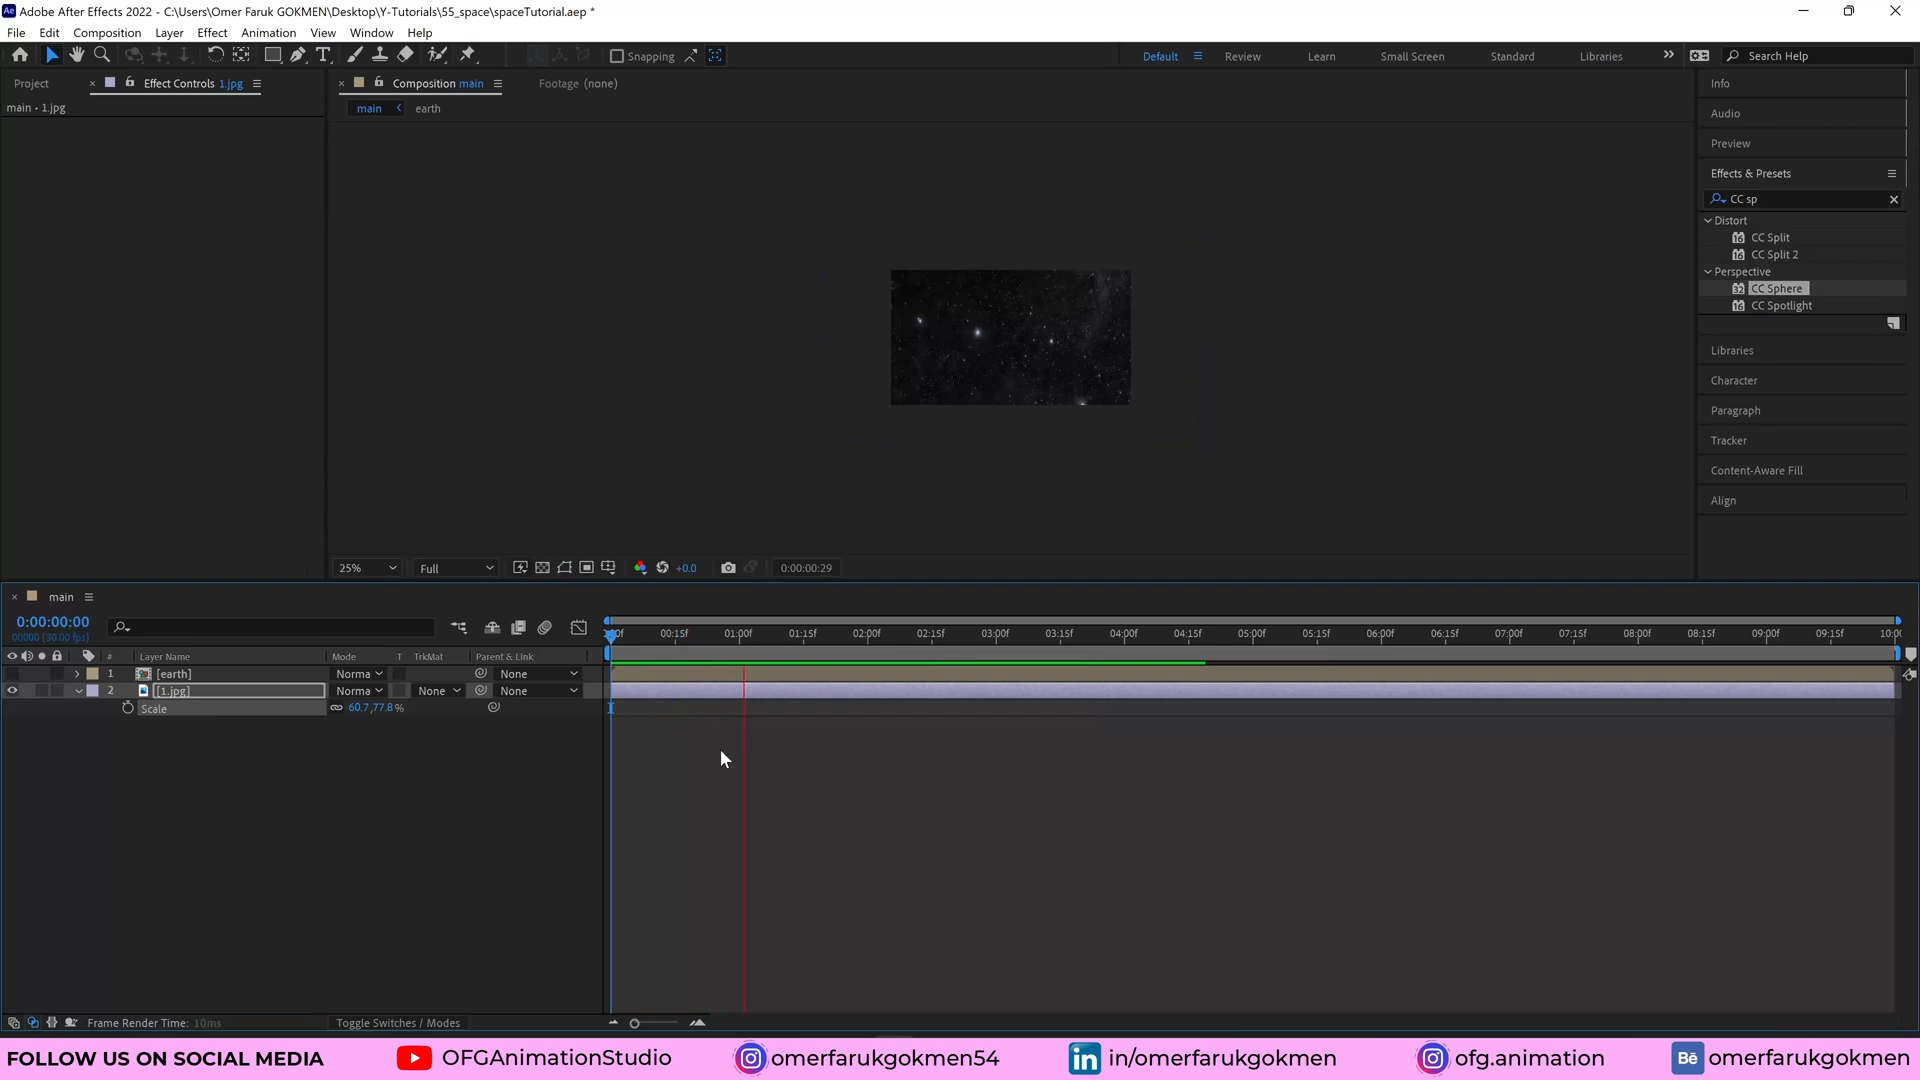 Adobe After Effects 2022 - C:\Users\Omer Faruk GOKMEN\Desktop\Y-Tutorials\55_space\spaceTutorial.aep *
File Edit Composition Layer Effect Animation View Window Help
Snapping Default Review Learn Small Screen Standard Libraries Search Help
Project Effect Controls 1.jpg Composition main Footage (none) Info
main • 1.jpg main earth
Audio
Preview
Effects & Presets
CC sp
Distort
CC Split
CC Split 2
Perspective
CC Sphere
CC Spotlight
Libraries
Character
Paragraph
Tracker
Content-Aware Fill
Align
25% Full +0.0 0:00:00:29
main
0:00:00:00
00000 (30.00 fps)
00:15f 01:00f 01:15f 02:00f 02:15f 03:00f 03:15f 04:00f 04:15f 05:00f 05:15f 06:00f 06:15f 07:00f 07:15f 08:00f 08:15f 09:00f 09:15f 10:0
# Layer Name Mode T TrkMat Parent & Link
1 [earth] Norma None
2 [1.jpg] Norma None None
Scale 60.7,77.8%
Frame Render Time: 10ms Toggle Switches / Modes
FOLLOW US ON SOCIAL MEDIA OFGAnimationStudio omerfarukgokmen54 in in/omerfarukgokmen ofg.animation Bē omerfarukgokmen